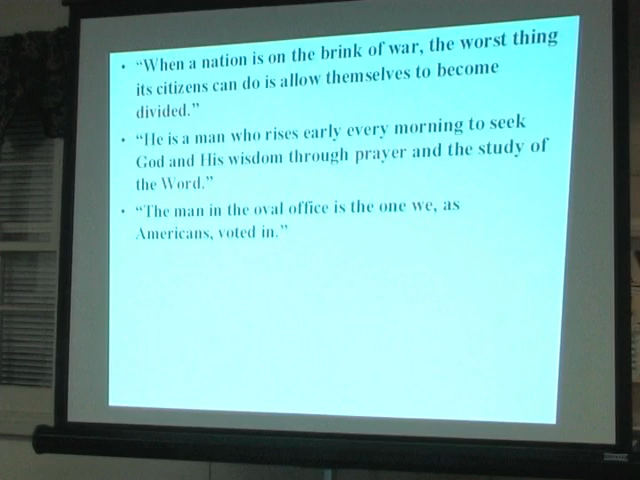 • “When a nation is on the brink of war, the worst thing
its citizens can do is allow themselves to become
divided.”
• “He is a man who rises early every morning to seek
God and His wisdom through prayer and the study of
the Word.”
• “The man in the oval office is the one we, as
Americans, voted in.”